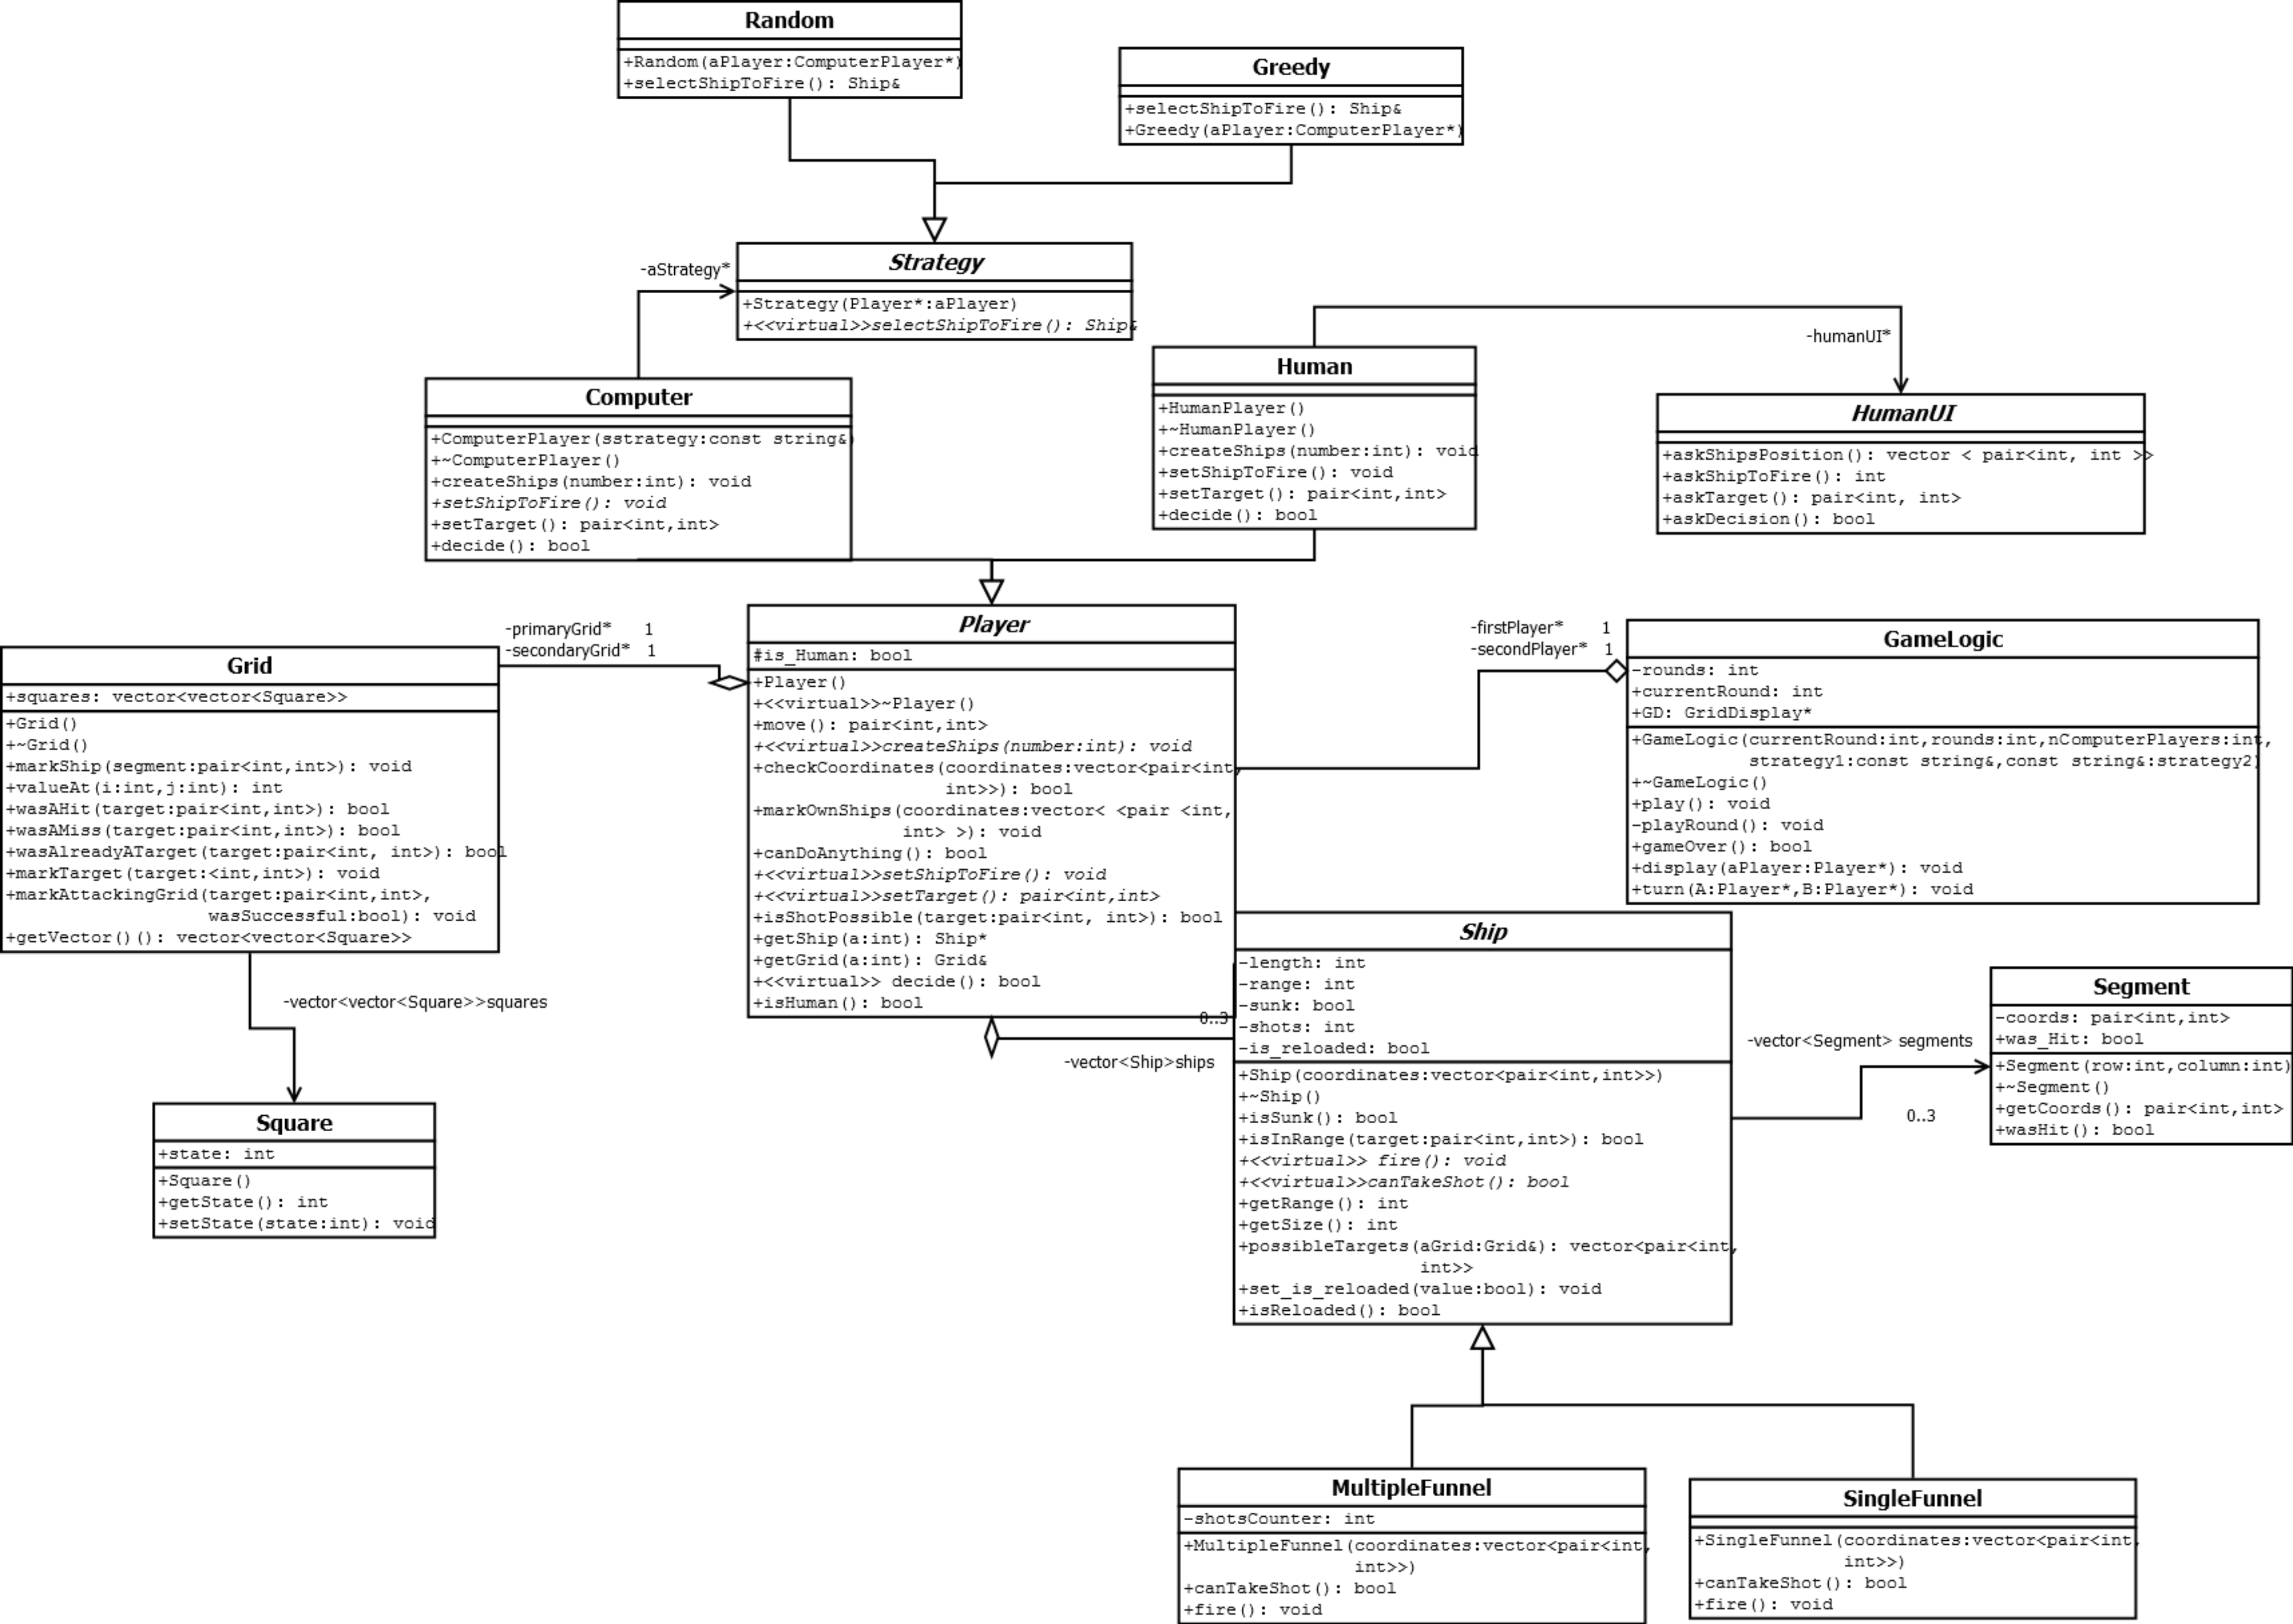 Random
+Random(aPlayer:ComputerPlayer*)
+selectShipToFire(): Ship&
Greedy
+selectShipToFire(): Ship&
+Greedy(aPlayer:ComputerPlayer*)
-aStrategy*
Strategy
+Strategy(Player*:aPlayer)
+<<virtual>>selectShipToFire(): Ship&
Computer
+ComputerPlayer(sstrategy:const string&)
+~ComputerPlayer()
+createShips(number:int): void
+setShipToFire(): void
+setTarget(): pair<int,int>
+decide(): bool
Human
+HumanPlayer()
+~HumanPlayer()
+createShips(number:int): void
+setShipToFire(): void
+setTarget(): pair<int,int>
+decide(): bool
-humanUI*
HumanUI
+askShipsPosition(): vector < pair<int, int >>
+askShipToFire(): int
+askTarget(): pair<int, int>
+askDecision(): bool
Grid
+squares: vector<vector<Square>>
+Grid()
+~Grid()
+markShip(segment:pair<int,int>): void
+valueAt(i:int,j:int): int
+wasAHit(target:pair<int,int>): bool
+wasAMiss(target:pair<int,int>): bool
+wasAlreadyATarget(target:pair<int, int>): bool
+markTarget(target:<int,int>): void
+markAttackingGrid(target:pair<int,int>,
wasSuccessful:bool): void
+getVector()(): vector<vector<Square>>
-primaryGrid* 1
-secondaryGrid* 1
Player
#is_Human: bool
+Player()
+<<virtual>>~Player()
+move(): pair<int,int>
+<<virtual>>createShips(number:int): void
+checkCoordinates(coordinates:vector<pair<int,
int>>): bool
+markOwnShips(coordinates:vector< <pair <int,
int> >): void
+canDoAnything(): bool
+<<virtual>>setShipToFire(): void
+<<virtual>>setTarget(): pair<int,int>
+isShotPossible(target:pair<int, int>): bool
+getShip(a:int): Ship*
+getGrid(a:int): Grid&
+<<virtual>> decide(): bool
+isHuman(): bool
-firstPlayer* 1
-secondPlayer* 1
GameLogic
-rounds: int
+currentRound: int
+GD: GridDisplay*
+GameLogic(currentRound:int,rounds:int,nComputerPlayers:int,
strategy1:const string&,const string&:strategy2)
+~GameLogic()
+play(): void
-playRound(): void
+gameOver(): bool
+display(aPlayer:Player*): void
+turn(A:Player*,B:Player*): void
-vector<vector<Square>>squares
Square
+state: int
+Square()
+getState(): int
+setState(state:int): void
0..3
-vector<Ship>ships
Ship
-length: int
-range: int
-sunk: bool
-shots: int
-is_reloaded: bool
+Ship(coordinates:vector<pair<int,int>>)
+~Ship()
+isSunk(): bool
+isInRange(target:pair<int,int>): bool
+<<virtual>> fire(): void
+<<virtual>>canTakeShot(): bool
+getRange(): int
+getSize(): int
+possibleTargets(aGrid:Grid&): vector<pair<int,
int>>
+set_is_reloaded(value:bool): void
+isReloaded(): bool
-vector<Segment> segments
0..3
Segment
-coords: pair<int,int>
+was_Hit: bool
+Segment(row:int,column:int)
+~Segment()
+getCoords(): pair<int,int>
+wasHit(): bool
MultipleFunnel
-shotsCounter: int
+MultipleFunnel(coordinates:vector<pair<int,
int>>)
+canTakeShot(): bool
+fire(): void
SingleFunnel
+SingleFunnel(coordinates:vector<pair<int,
int>>)
+canTakeShot(): bool
+fire(): void